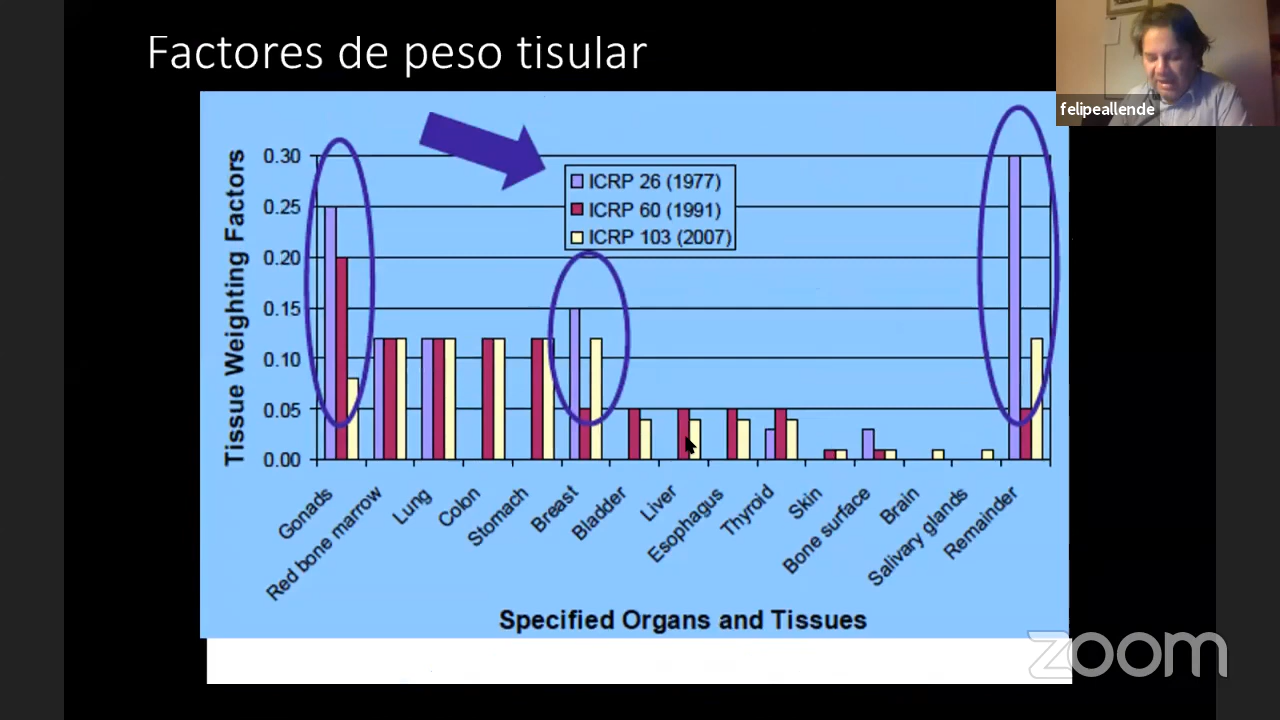 Factores de peso tisular
felipeallende
Tissue Weighting Factors
0.30
0.25
0.20
0.15
0.10
0.05
0.00
ICRP 26 (1977)
ICRP 60 (1991)
ICRP 103 (2007)
Gonads
Red bone marrow
Lung
Colon
Stomach
Breast
Bladder
Liver
Esophagus
Thyroid
Skin
Bone surface
Brain
Salivary glands
Remainder
Specified Organs and Tissues
zoom